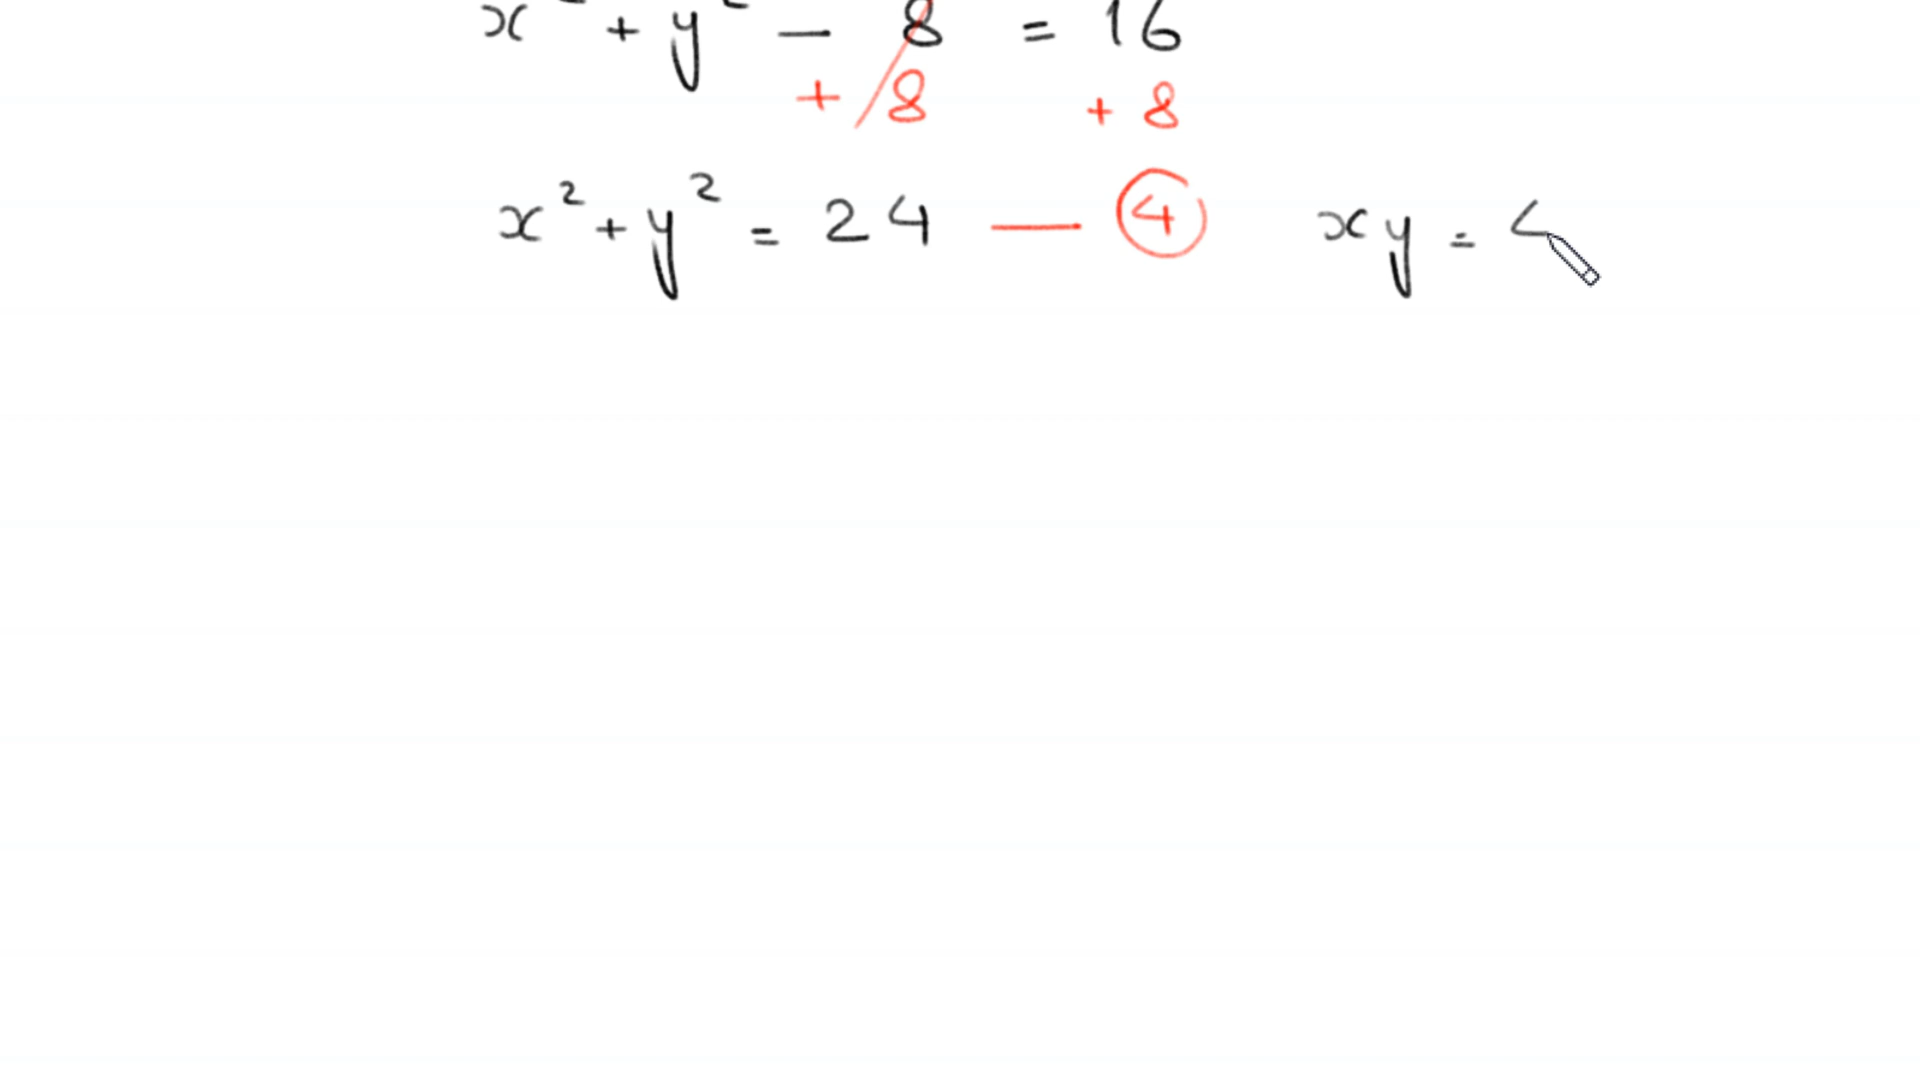 x² + y² - 8 = 16
+ 8 + 8
x² + y² = 24 — ④ xy = 4